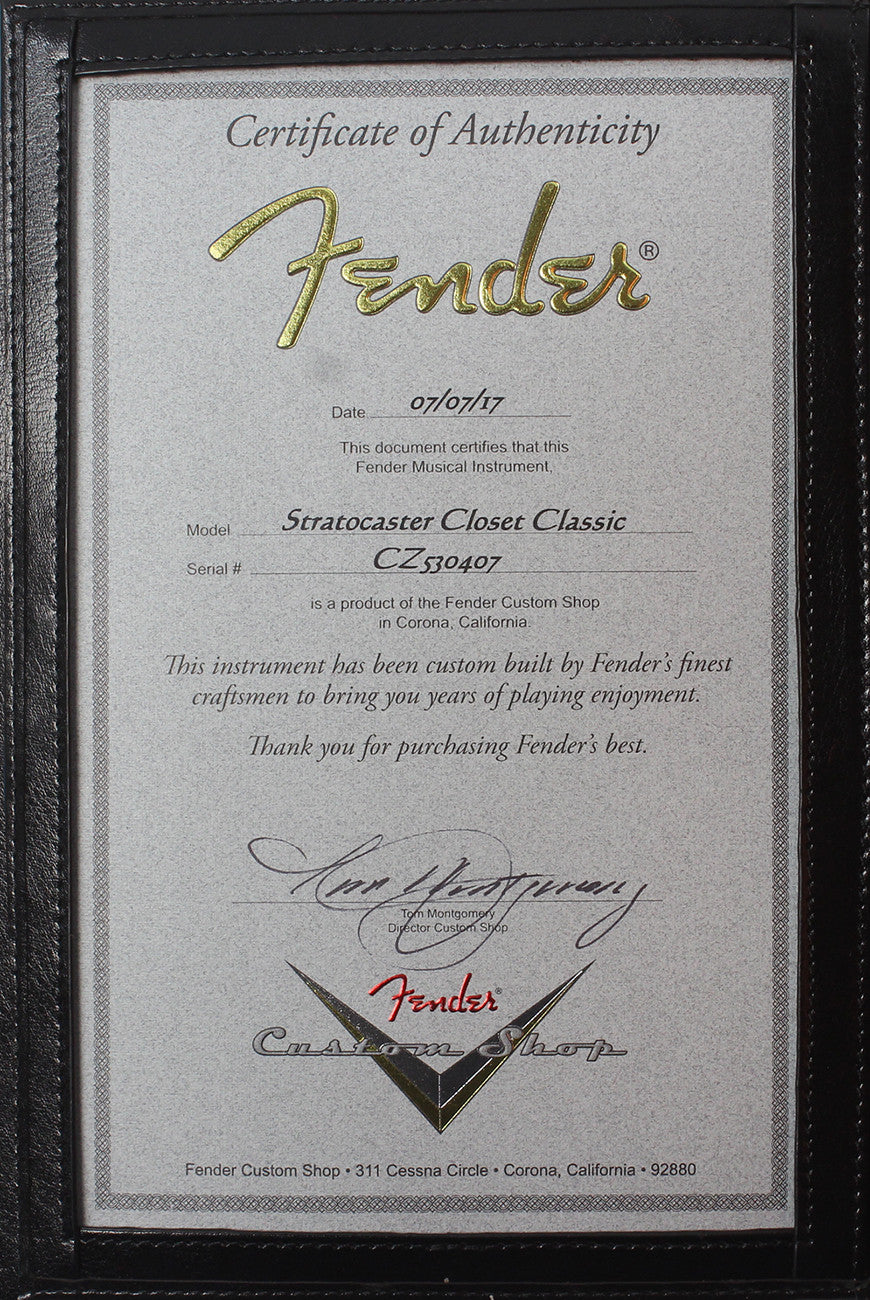 Certificate of Authenticity
Fender®
Date 07/07/17
This document certifies that this
Fender Musical Instrument,
Model Stratocaster Closet Classic
Serial # CZ530407
is a product of the Fender Custom Shop
in Corona, California.
This instrument has been custom built by Fender's finest
craftsmen to bring you years of playing enjoyment.
Thank you for purchasing Fender's best.
Tom Montgomery
Tom Montgomery
Director Custom Shop
Fender®
Custom Shop
Fender Custom Shop • 311 Cessna Circle • Corona, California • 92880